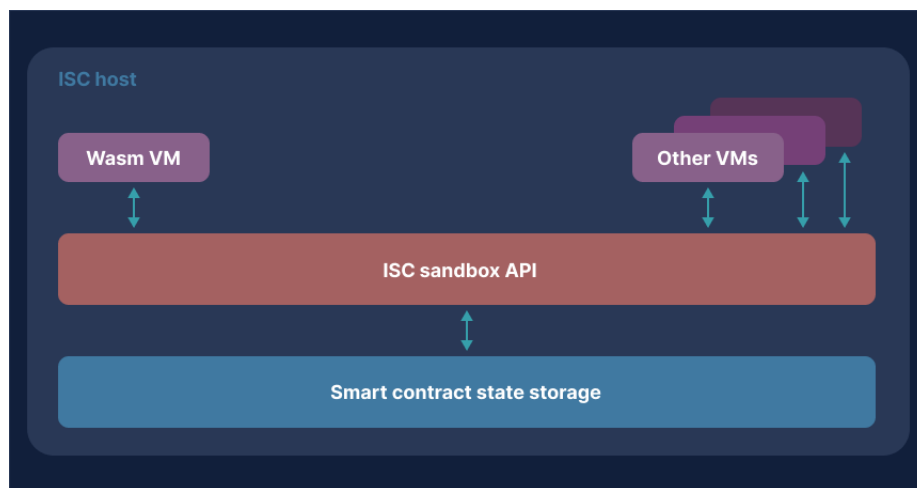 ISC host
Wasm VM
Other VMs
ISC sandbox API
Smart contract state storage